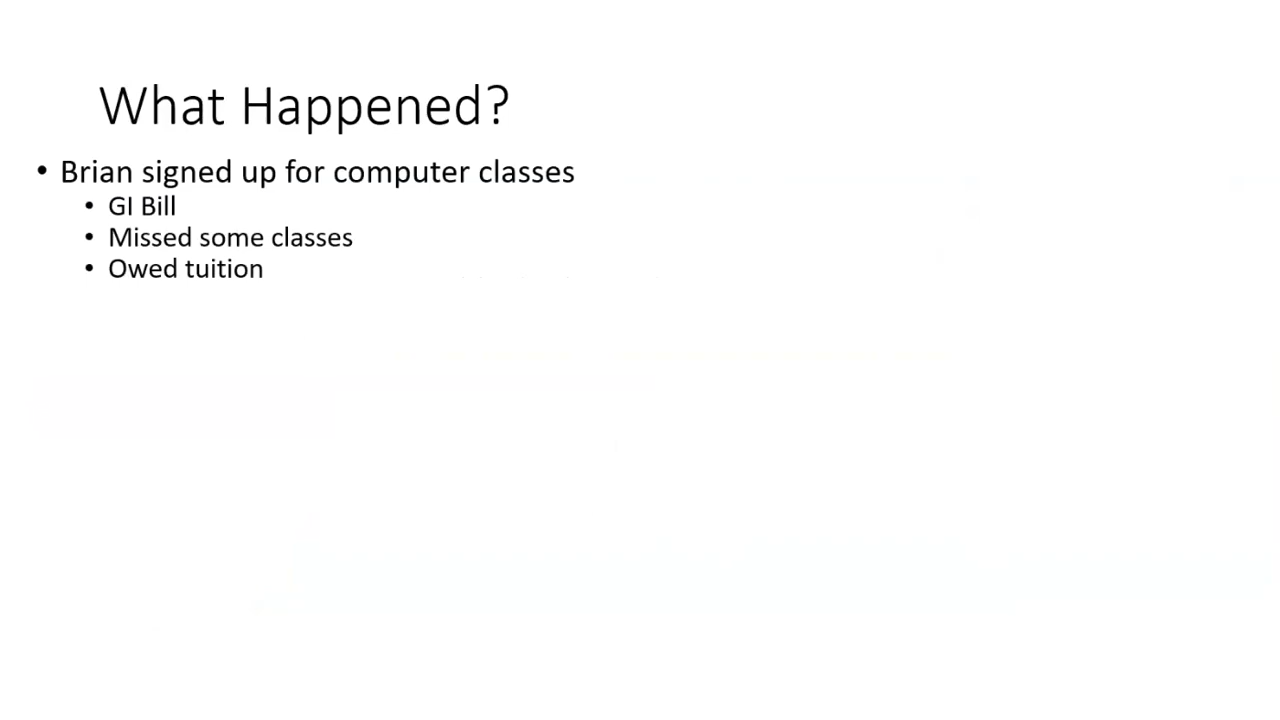 What Happened?
• Brian signed up for computer classes
• GI Bill
• Missed some classes
• Owed tuition